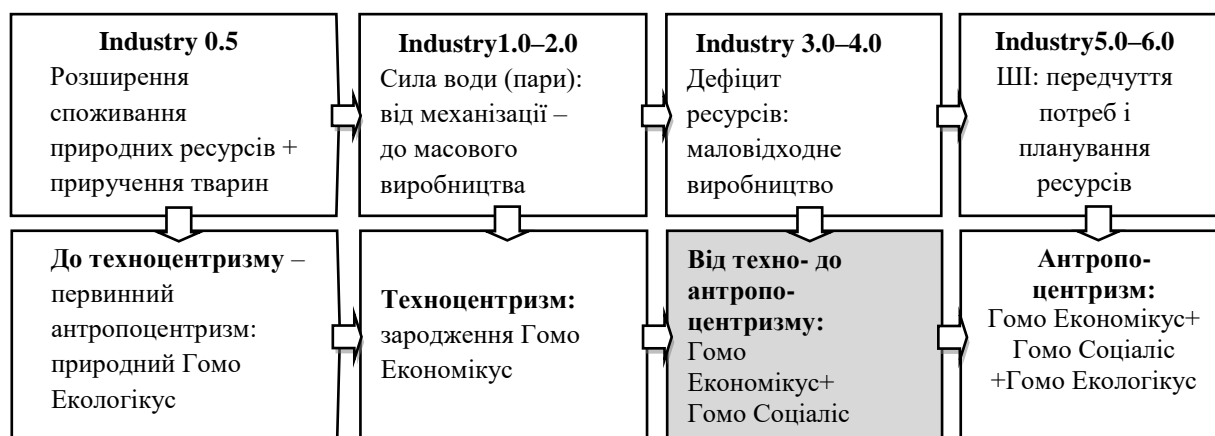 Industry 0.5
Розширення
споживання
природних ресурсів +
приручення тварин
Industry1.0–2.0
Сила води (пари):
від механізації –
до масового
виробництва
Industry 3.0–4.0
Дефіцит
ресурсів:
маловідходне
виробництво
Industry5.0–6.0
ШІ: передчуття
потреб і
планування
ресурсів
До техноцентризму –
первинний
антропоцентризм:
природний Гомо
Екологікус
Техноцентризм:
зародження Гомо
Економікус
Від техно- до
антропо-
центризму:
Гомо
Економікус+
Гомо Соціаліс
Антропо-
центризм:
Гомо Економікус+
Гомо Соціаліс
+Гомо Екологікус